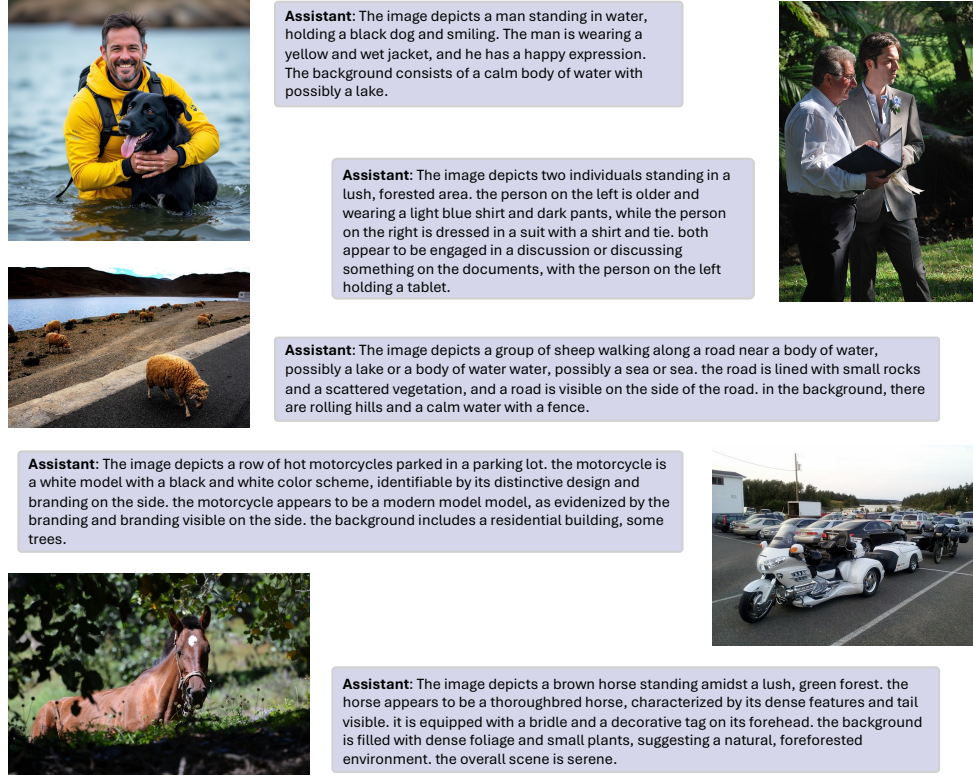 Assistant: The image depicts a man standing in water,
holding a black dog and smiling. The man is wearing a
yellow and wet jacket, and he has a happy expression.
The background consists of a calm body of water with
possibly a lake.
Assistant: The image depicts two individuals standing in a
lush, forested area. the person on the left is older and
wearing a light blue shirt and dark pants, while the person
on the right is dressed in a suit with a shirt and tie. both
appear to be engaged in a discussion or discussing
something on the documents, with the person on the left
holding a tablet.
Assistant: The image depicts a group of sheep walking along a road near a body of water,
possibly a lake or a body of water water, possibly a sea or sea. the road is lined with small rocks
and a scattered vegetation, and a road is visible on the side of the road. in the background, there
are rolling hills and a calm water with a fence.
Assistant: The image depicts a row of hot motorcycles parked in a parking lot. the motorcycle is
a white model with a black and white color scheme, identifiable by its distinctive design and
branding on the side. the motorcycle appears to be a modern model model, as evidenized by the
branding and branding visible on the side. the background includes a residential building, some
trees.
Assistant: The image depicts a brown horse standing amidst a lush, green forest. the
horse appears to be a thoroughbred horse, characterized by its dense features and tail
visible. it is equipped with a bridle and a decorative tag on its forehead. the background
is filled with dense foliage and small plants, suggesting a natural, foreforested
environment. the overall scene is serene.